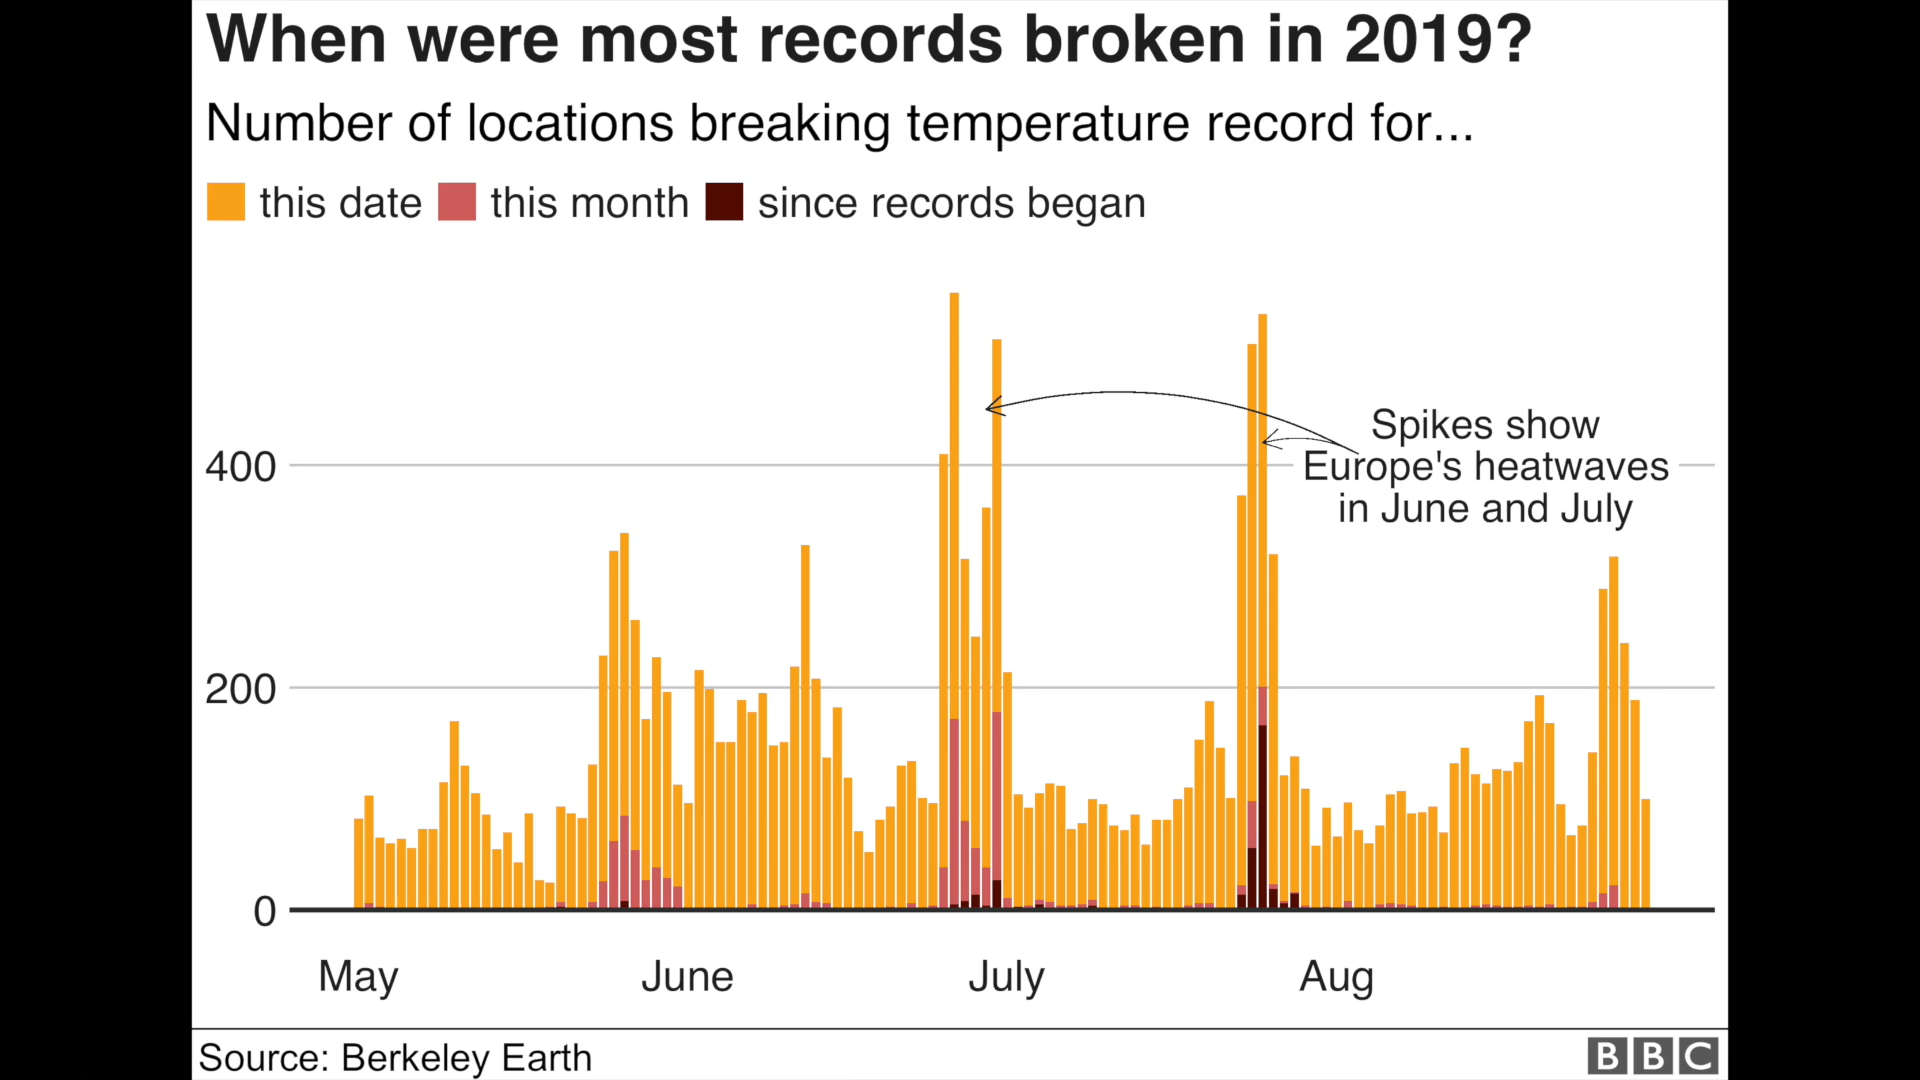 When were most records broken in 2019?
Number of locations breaking temperature record for...
this date this month since records began
Spikes show
Europe's heatwaves
in June and July
400
200
0
May June July Aug
Source: Berkeley Earth
BBC